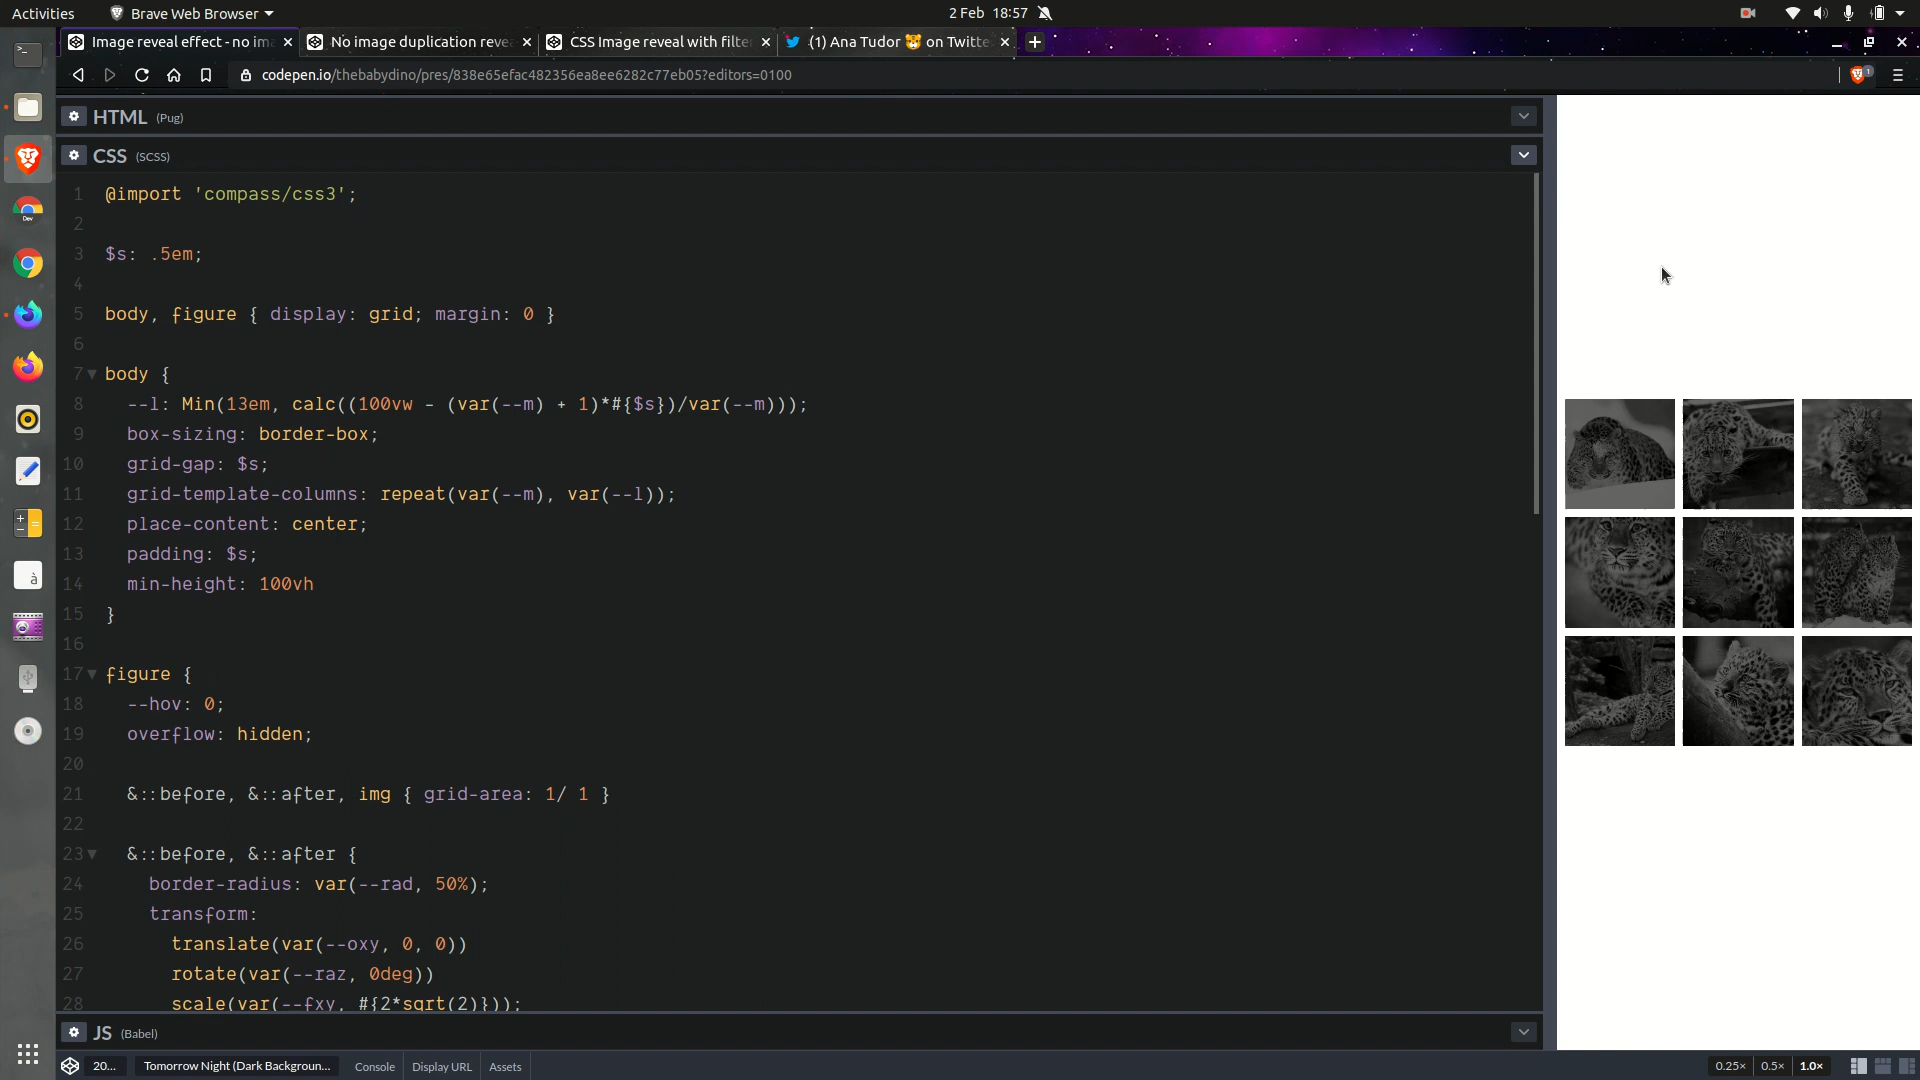 Activities
Brave Web Browser
2 Feb 18:57
Image reveal effect - no im
No image duplication reve
CSS Image reveal with filte
(1) Ana Tudor 🐯 on Twitte
codepen.io/thebabydino/pres/838e65efac482356ea8ee6282c77eb05?editors=0100
1
HTML (Pug)
CSS (SCSS)
1 @import 'compass/css3';
2
3 $s: .5em;
4
5 body, figure { display: grid; margin: 0 }
6
7 body {
8 --l: Min(13em, calc((100vw - (var(--m) + 1)*#{$s})/var(--m)));
9 box-sizing: border-box;
10 grid-gap: $s;
11 grid-template-columns: repeat(var(--m), var(--l));
12 place-content: center;
13 padding: $s;
14 min-height: 100vh
15 }
16
17 figure {
18 --hov: 0;
19 overflow: hidden;
20
21 &::before, &::after, img { grid-area: 1/ 1 }
22
23 &::before, &::after {
24 border-radius: var(--rad, 50%);
25 transform:
26 translate(var(--oxy, 0, 0))
27 rotate(var(--raz, 0deg))
28 scale(var(--fxy, #{2*sqrt(2)}));
JS (Babel)
20... Tomorrow Night (Dark Backgroun... Console Display URL Assets
0.25× 0.5× 1.0×
Dev
à